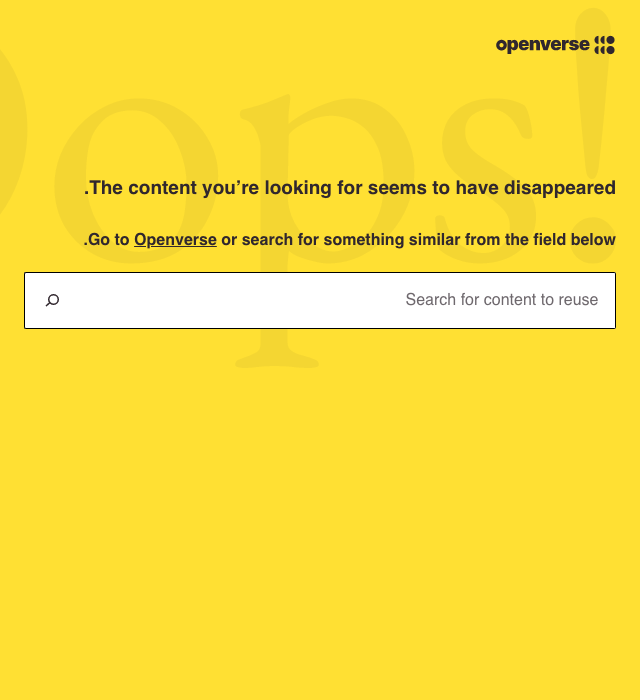 openverse
Oops!
.The content you’re looking for seems to have disappeared
.Go to Openverse or search for something similar from the field below
Search for content to reuse